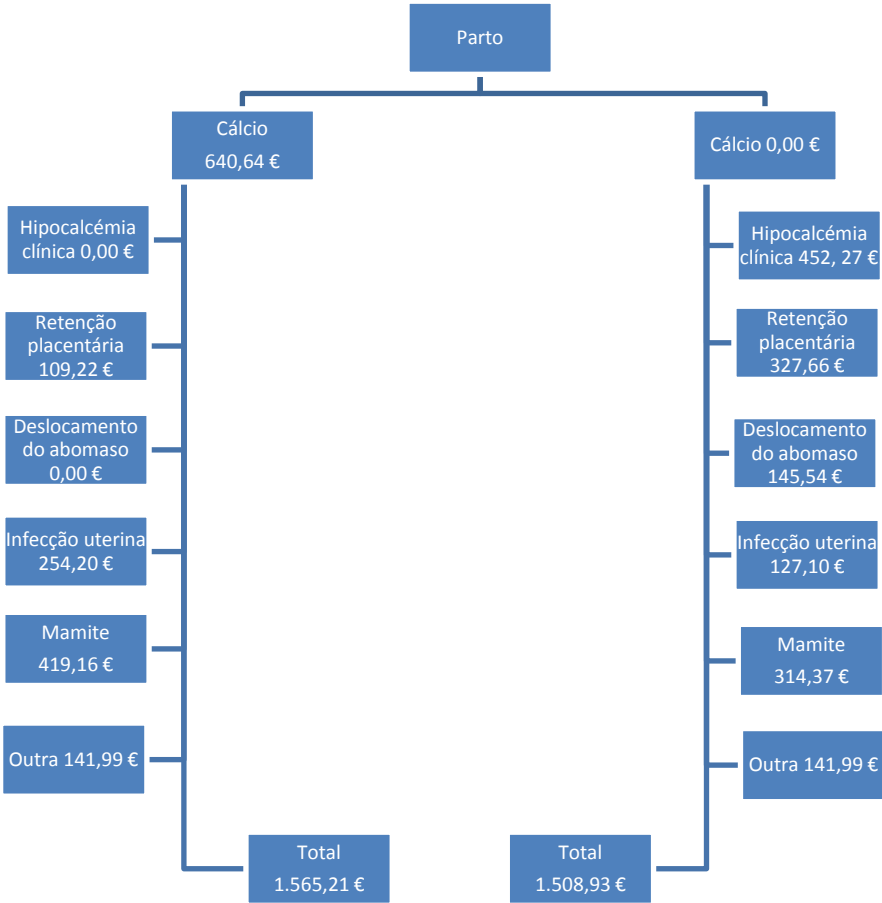 Parto
Cálcio
640,64 €
Hipocalcémia
clínica 0,00 €
Retenção
placentária
109,22 €
Deslocamento
do abomaso
0,00 €
Infecção uterina
254,20 €
Mamite
419,16 €
Outra 141,99 €
Total
1.565,21 €
Cálcio 0,00 €
Hipocalcémia
clínica 452, 27 €
Retenção
placentária
327,66 €
Deslocamento
do abomaso
145,54 €
Infecção uterina
127,10 €
Mamite
314,37 €
Outra 141,99 €
Total
1.508,93 €